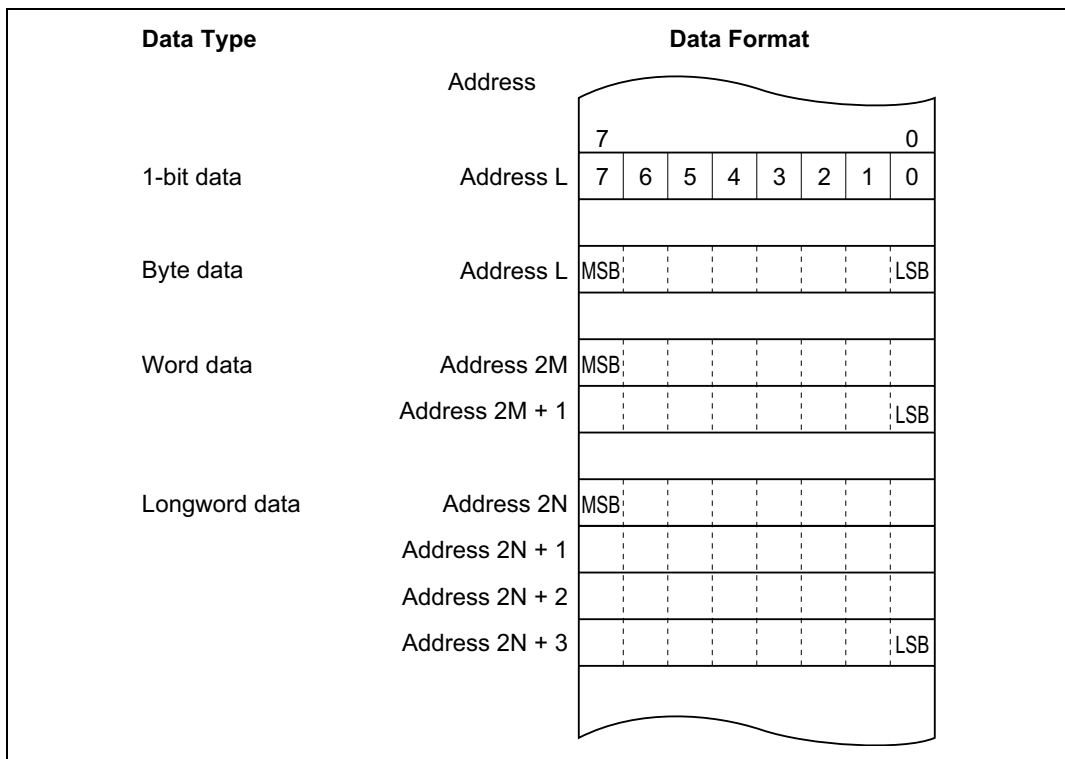 Data Type Data Format
Address
7 0
1-bit data Address L 7 6 5 4 3 2 1 0
Byte data Address L MSB LSB
Word data Address 2M MSB
Address 2M + 1 LSB
Longword data Address 2N MSB
Address 2N + 1
Address 2N + 2
Address 2N + 3 LSB